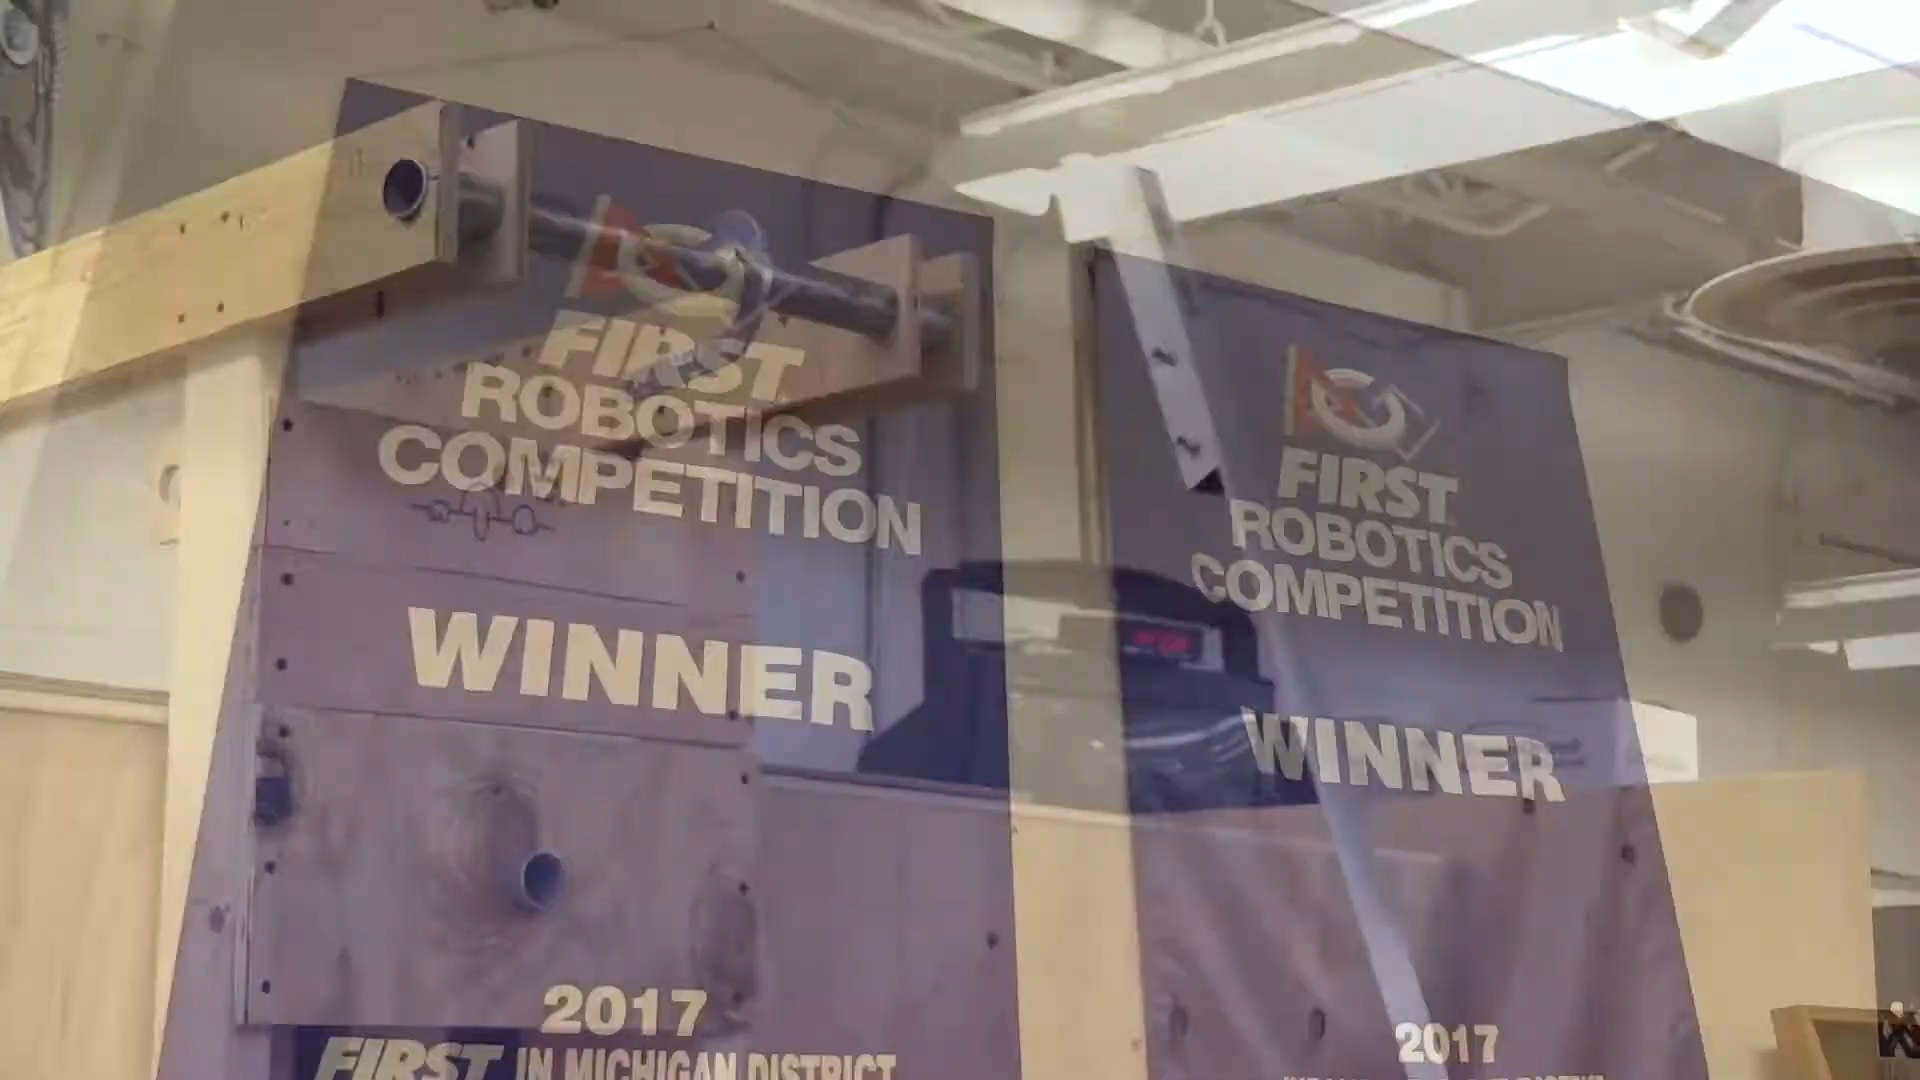 FIRST
ROBOTICS
COMPETITION
WINNER
2017
FIRST IN MICHIGAN DISTRICT
FIRST
ROBOTICS
COMPETITION
WINNER
2017